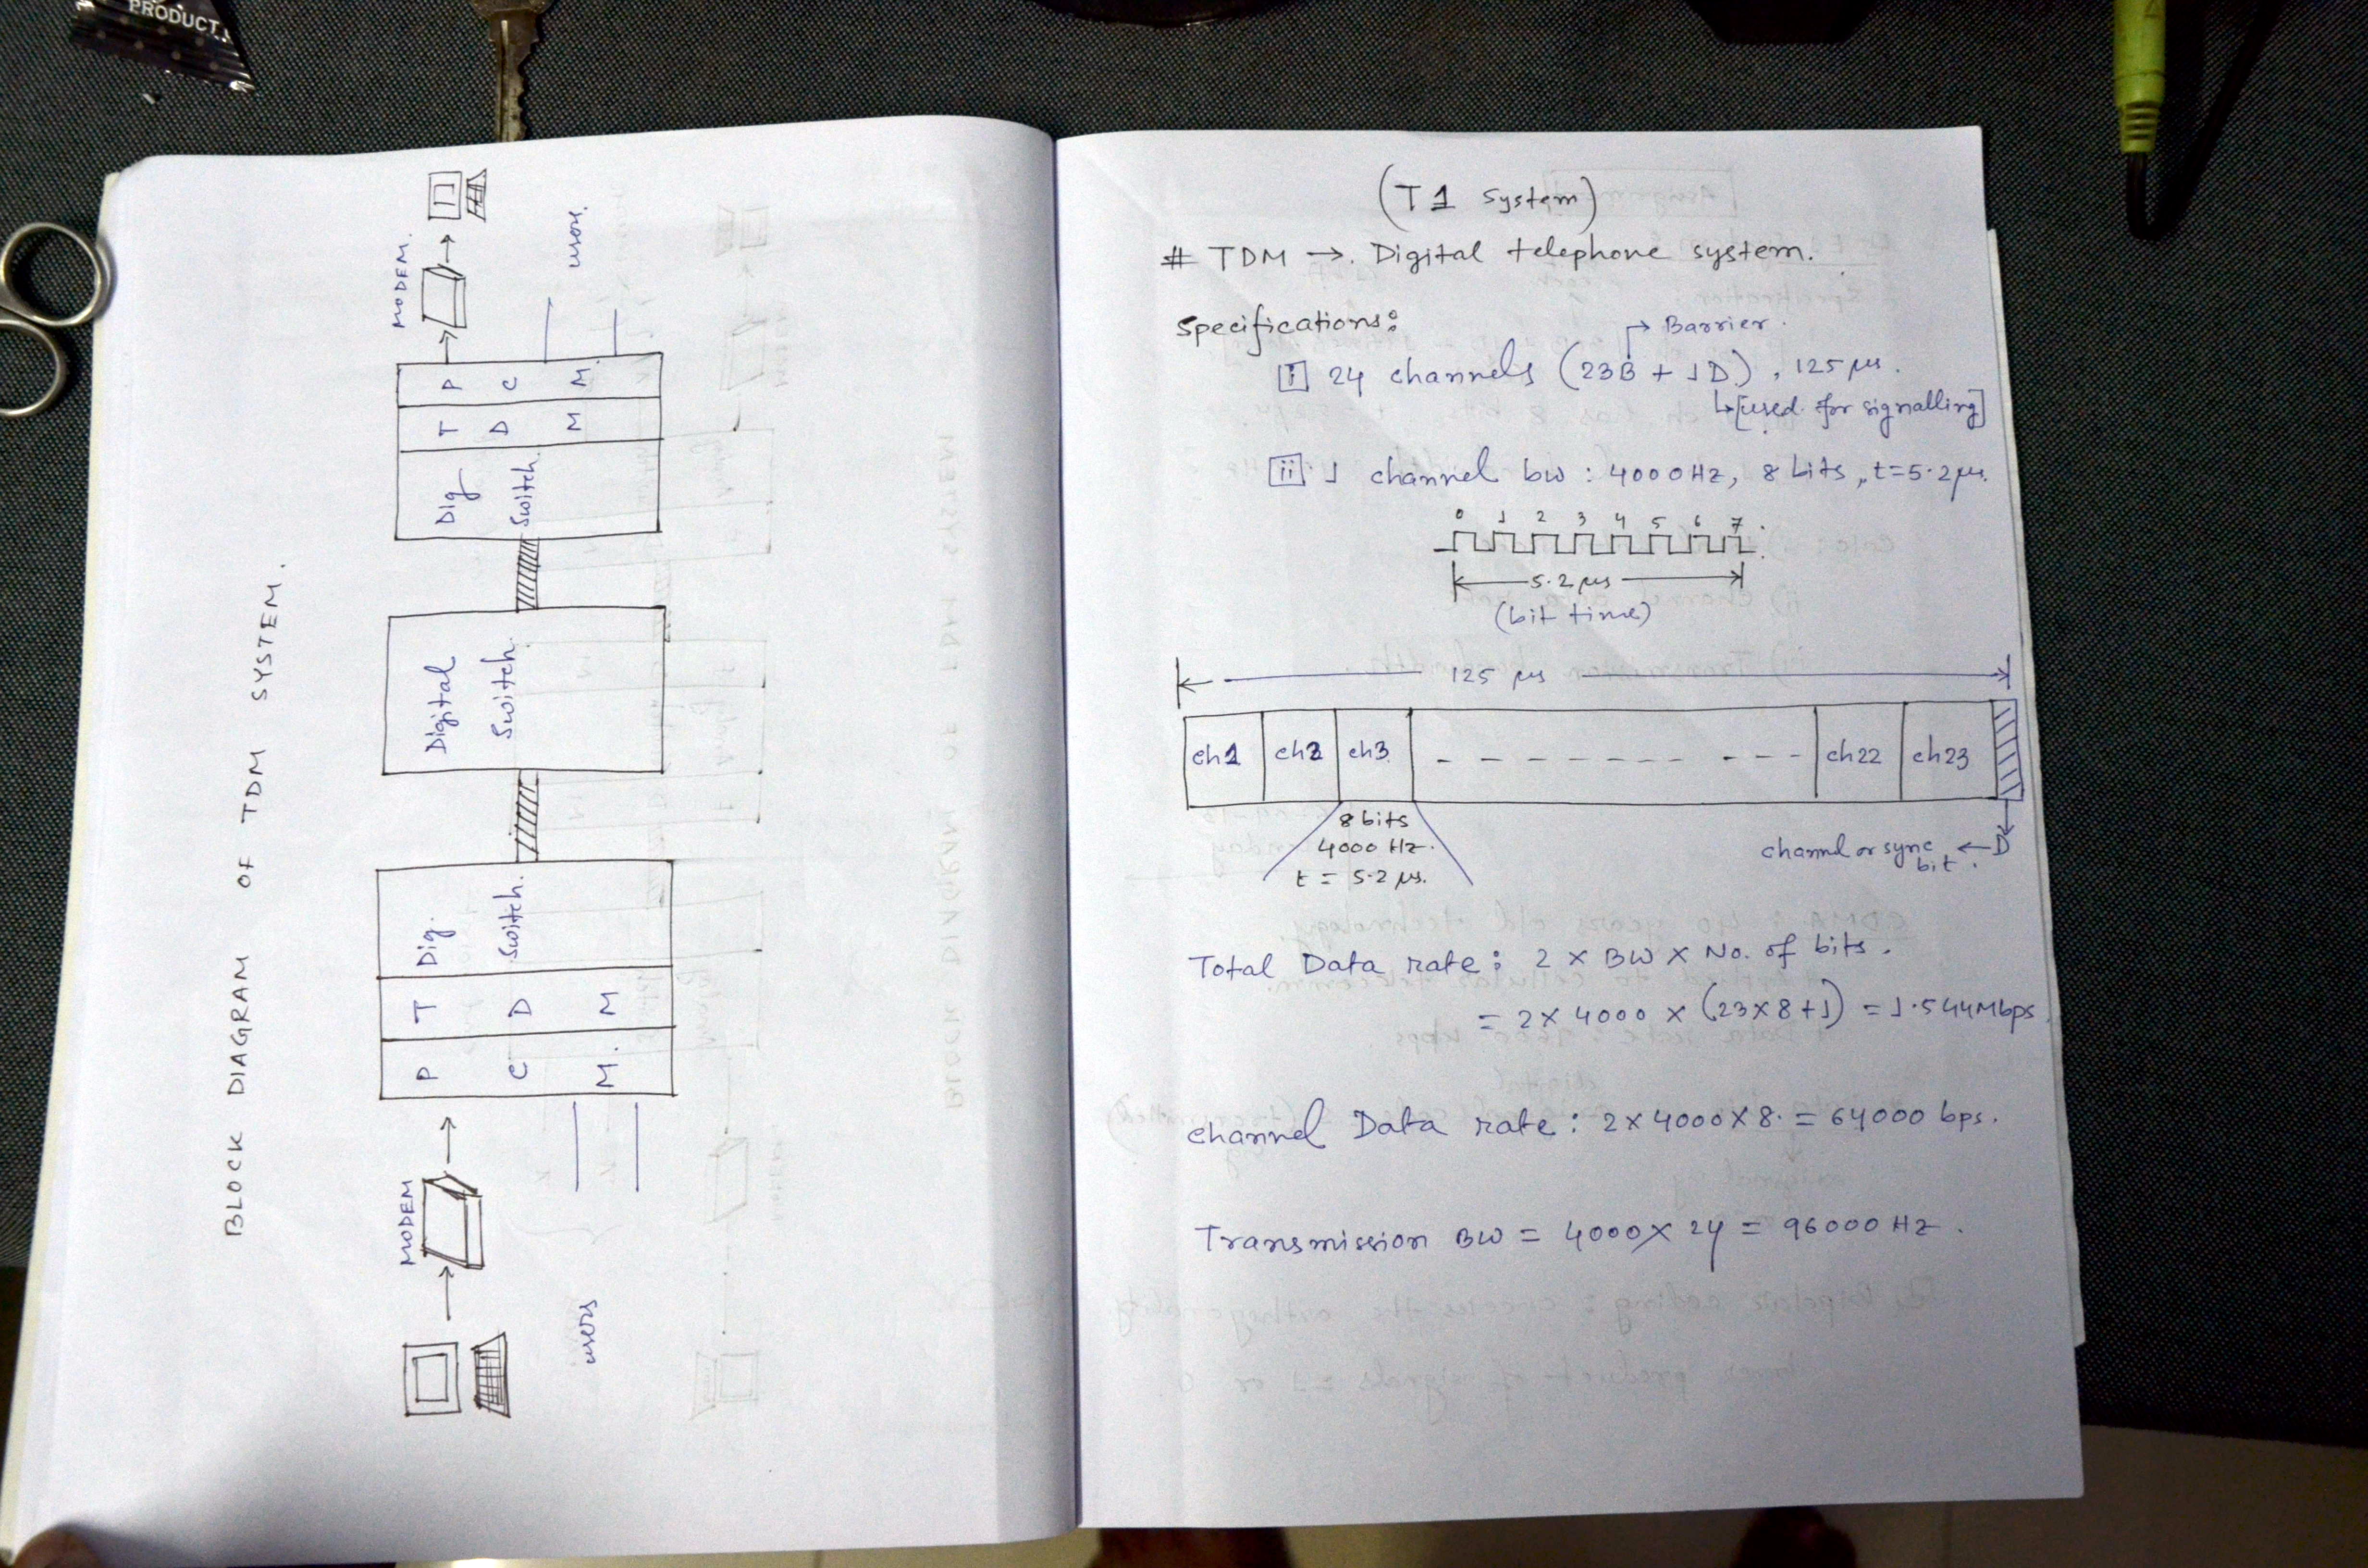 PRODUCT.
BLOCK DIAGRAM OF TDM SYSTEM.
MODEM
users
P C M.
T D M
Dig. Switch.
Digital Switch.
Dig Switch.
T D M
P C M.
MODEM.
(T1 System)
# TDM → Digital telephone system.
Specifications:
→ Barrier.
[i] 24 channels (23B + 1D), 125 μs.
↳ [used for signalling]
[ii] 1 channel bw : 4000 Hz, 8 bits, t=5.2 μs.
0 1 2 3 4 5 6 7
5.2 μs
(bit time)
125 μs
ch1 ch2 ch3 - - - - - - - - - - - ch22 ch23
8 bits
4000 Hz.
t = 5.2 μs.
channel or sync bit. ← D
Total Data rate : 2 x BW x No. of bits.
= 2 x 4000 x (23x8+1) = 1.544Mbps.
channel Data rate : 2 x 4000 x 8. = 64000 bps.
Transmission BW = 4000 x 24 = 96000 Hz.